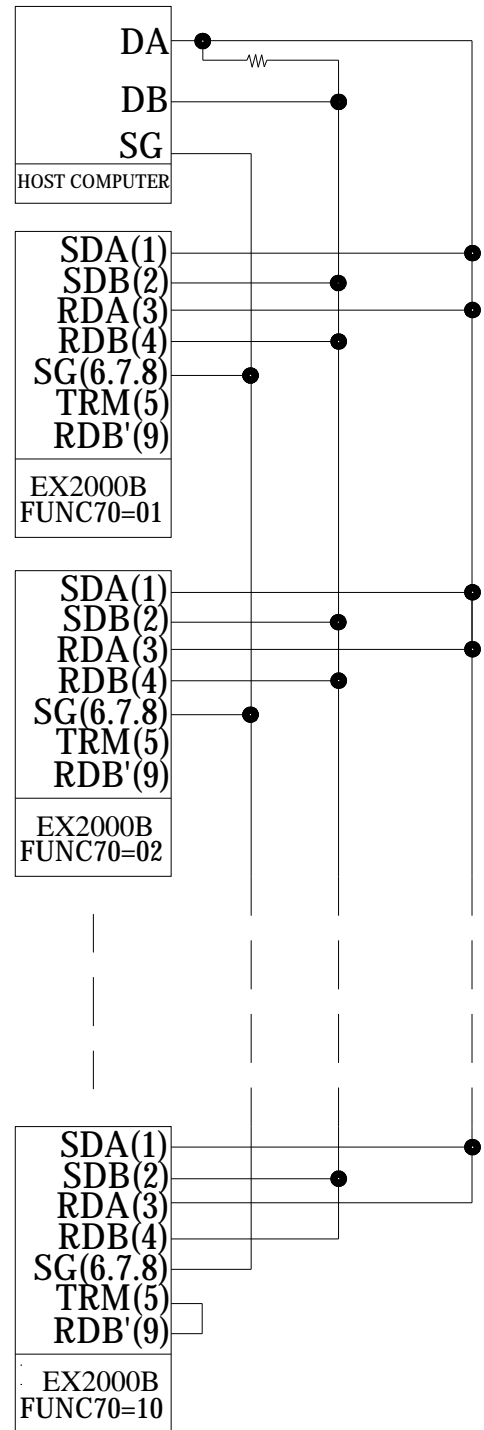 DA
DB
SG
HOST COMPUTER
SDA(1)
SDB(2)
RDA(3)
RDB(4)
SG(6.7.8)
TRM(5)
RDB'(9)
EX2000B
FUNC70=01
SDA(1)
SDB(2)
RDA(3)
RDB(4)
SG(6.7.8)
TRM(5)
RDB'(9)
EX2000B
FUNC70=02
SDA(1)
SDB(2)
RDA(3)
RDB(4)
SG(6.7.8)
TRM(5)
RDB'(9)
EX2000B
FUNC70=10